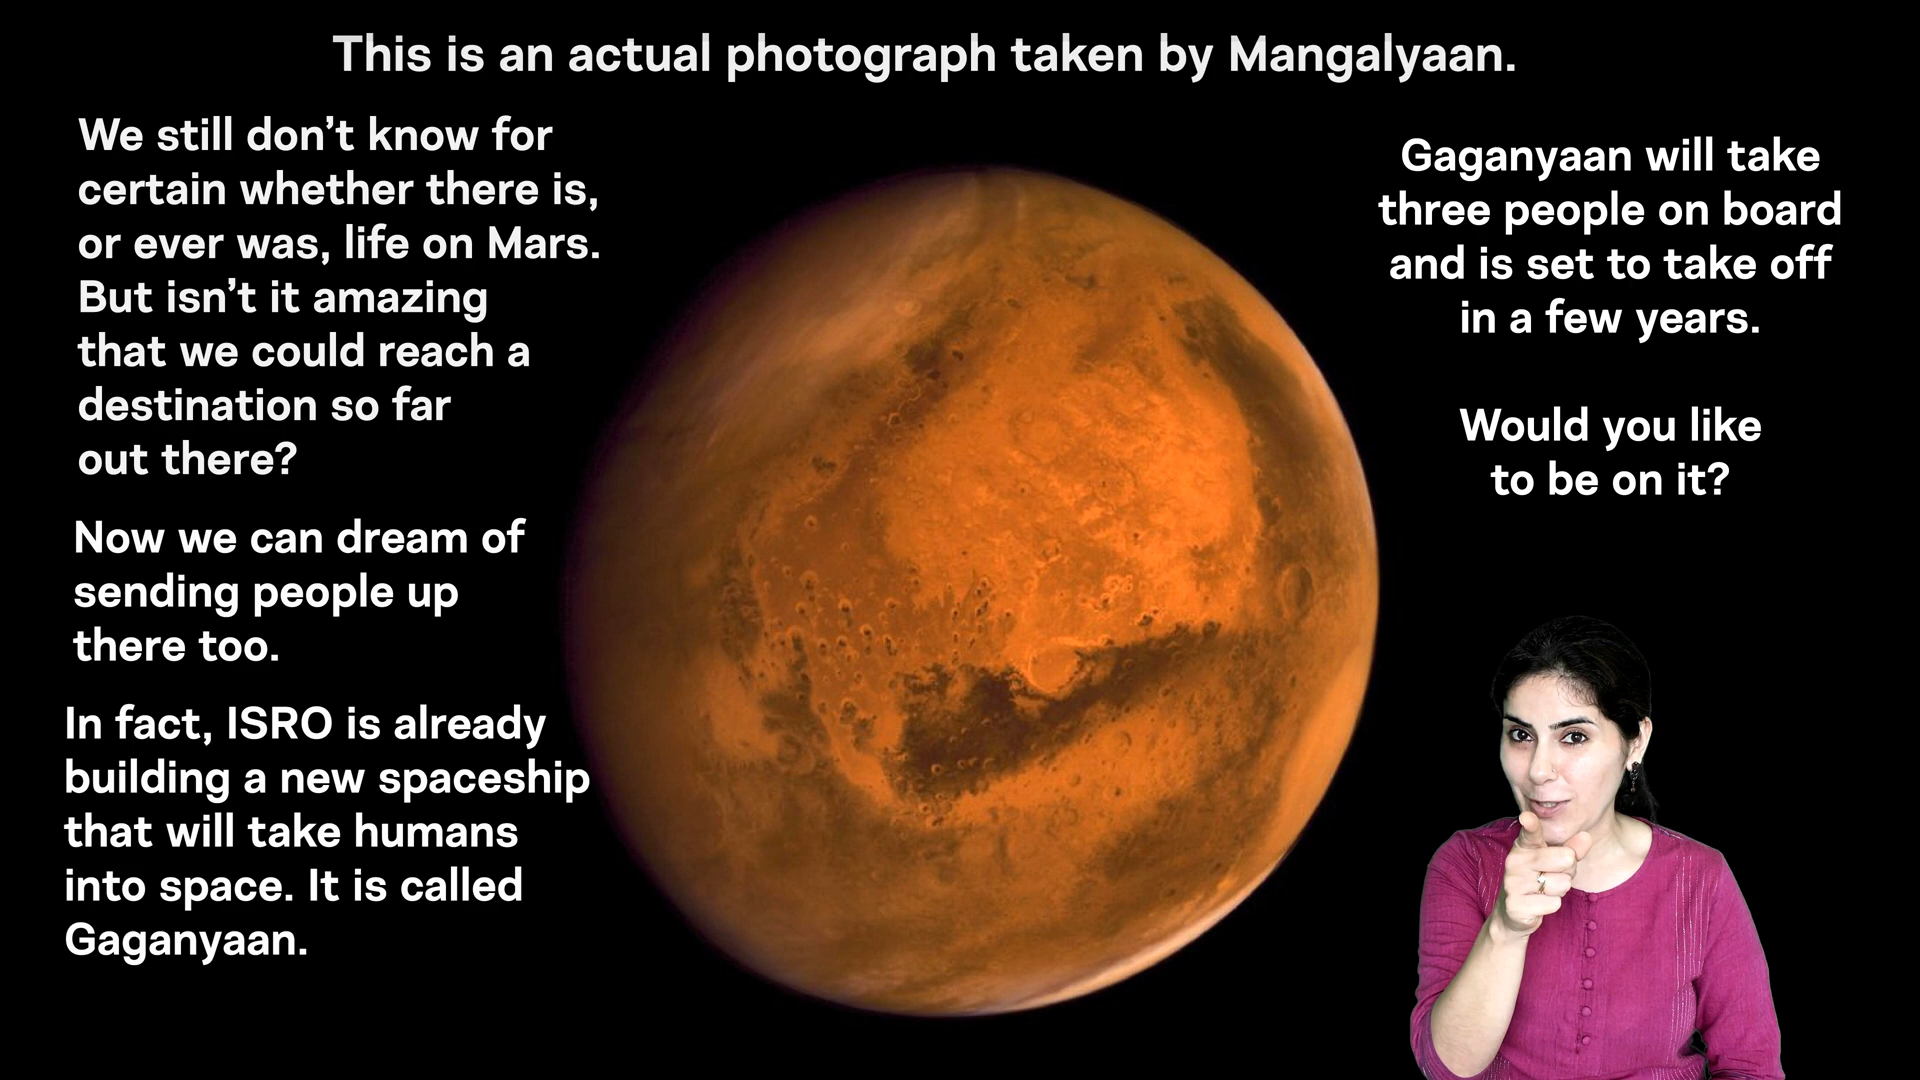 This is an actual photograph taken by Mangalyaan.
We still don’t know for
certain whether there is,
or ever was, life on Mars.
But isn’t it amazing
that we could reach a
destination so far
out there?
Now we can dream of
sending people up
there too.
In fact, ISRO is already
building a new spaceship
that will take humans
into space. It is called
Gaganyaan.
Gaganyaan will take
three people on board
and is set to take off
in a few years.
Would you like
to be on it?